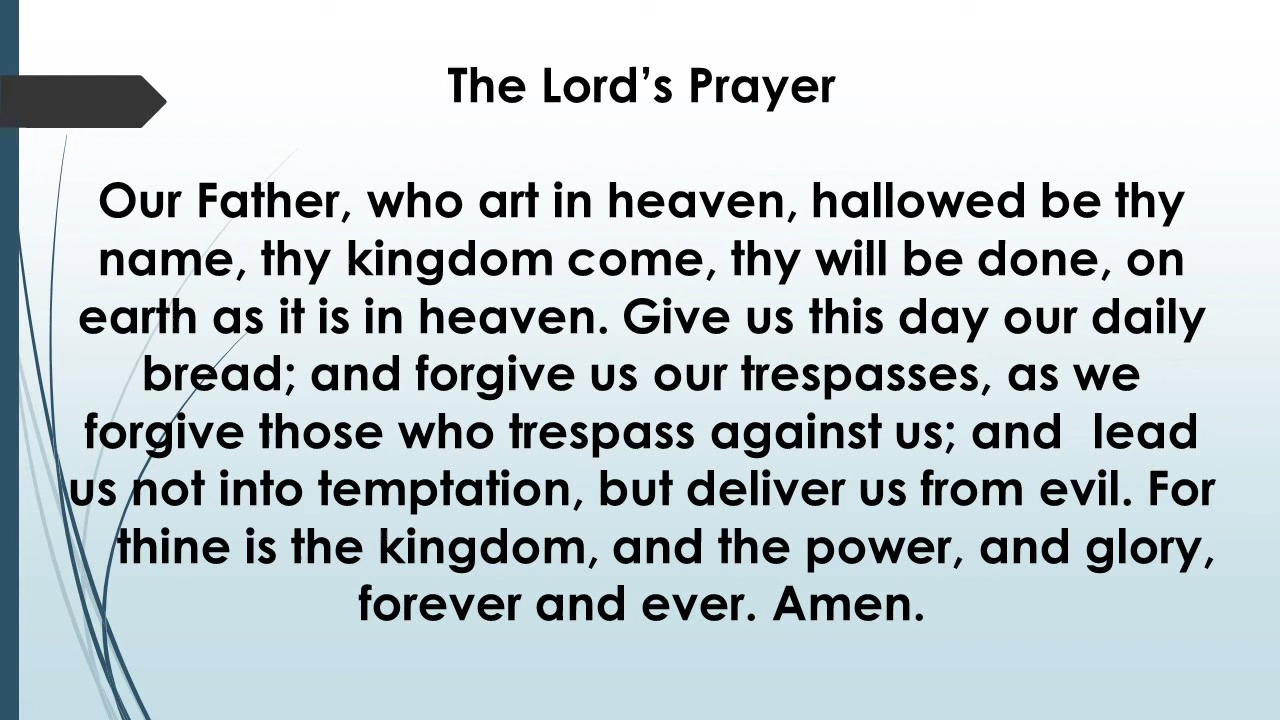 The Lord’s Prayer
Our Father, who art in heaven, hallowed be thy
name, thy kingdom come, thy will be done, on
earth as it is in heaven. Give us this day our daily
bread; and forgive us our trespasses, as we
forgive those who trespass against us; and  lead
us not into temptation, but deliver us from evil. For
thine is the kingdom, and the power, and glory,
forever and ever. Amen.